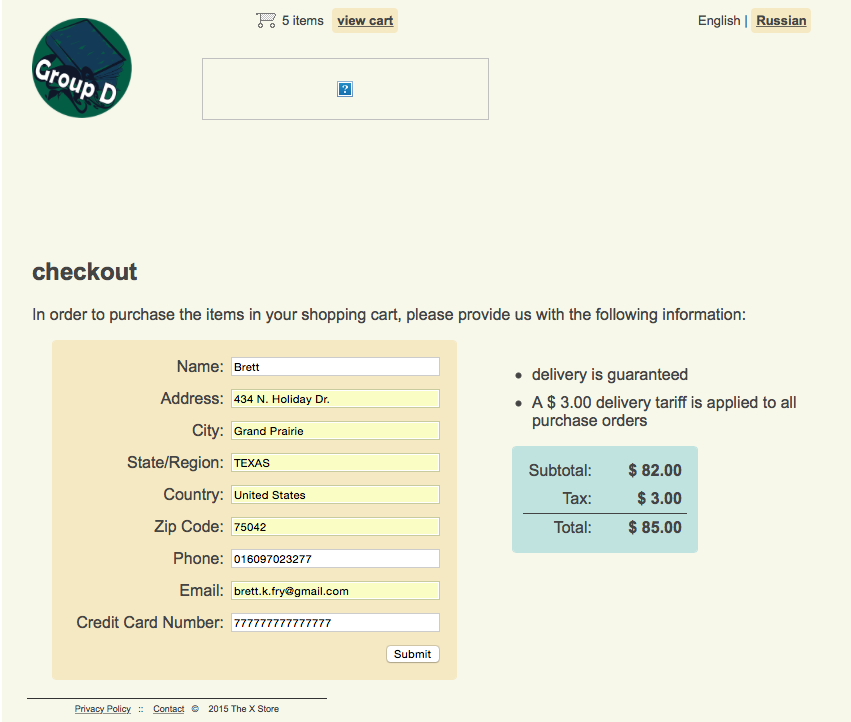 5 items view cart
English | Russian
Group D
?
checkout
In order to purchase the items in your shopping cart, please provide us with the following information:
Name: Brett
Address: 434 N. Holiday Dr.
City: Grand Prairie
State/Region: TEXAS
Country: United States
Zip Code: 75042
Phone: 016097023277
Email: brett.k.fry@gmail.com
Credit Card Number: 777777777777777
Submit
• delivery is guaranteed
• A $ 3.00 delivery tariff is applied to all
purchase orders
Subtotal: $ 82.00
Tax: $ 3.00
Total: $ 85.00
Privacy Policy :: Contact © 2015 The X Store